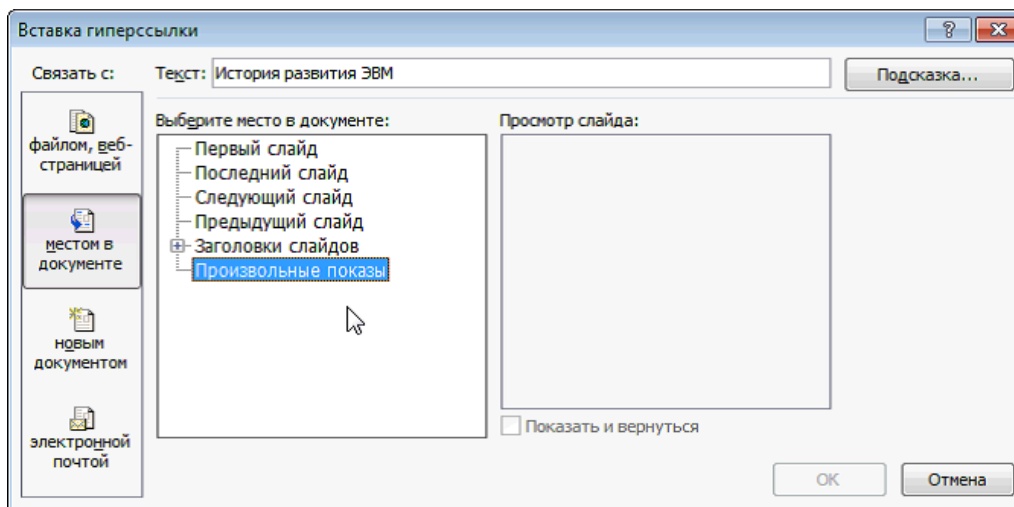 Вставка гиперссылки
Связать с:
Текст: История развития ЭВМ
Подсказка...
файлом, веб-
страницей
местом в
документе
новым
документом
электронной
почтой
Выберите место в документе:
Первый слайд
Последний слайд
Следующий слайд
Предыдущий слайд
Заголовки слайдов
Произвольные показы
Просмотр слайда:
Показать и вернуться
ОК
Отмена